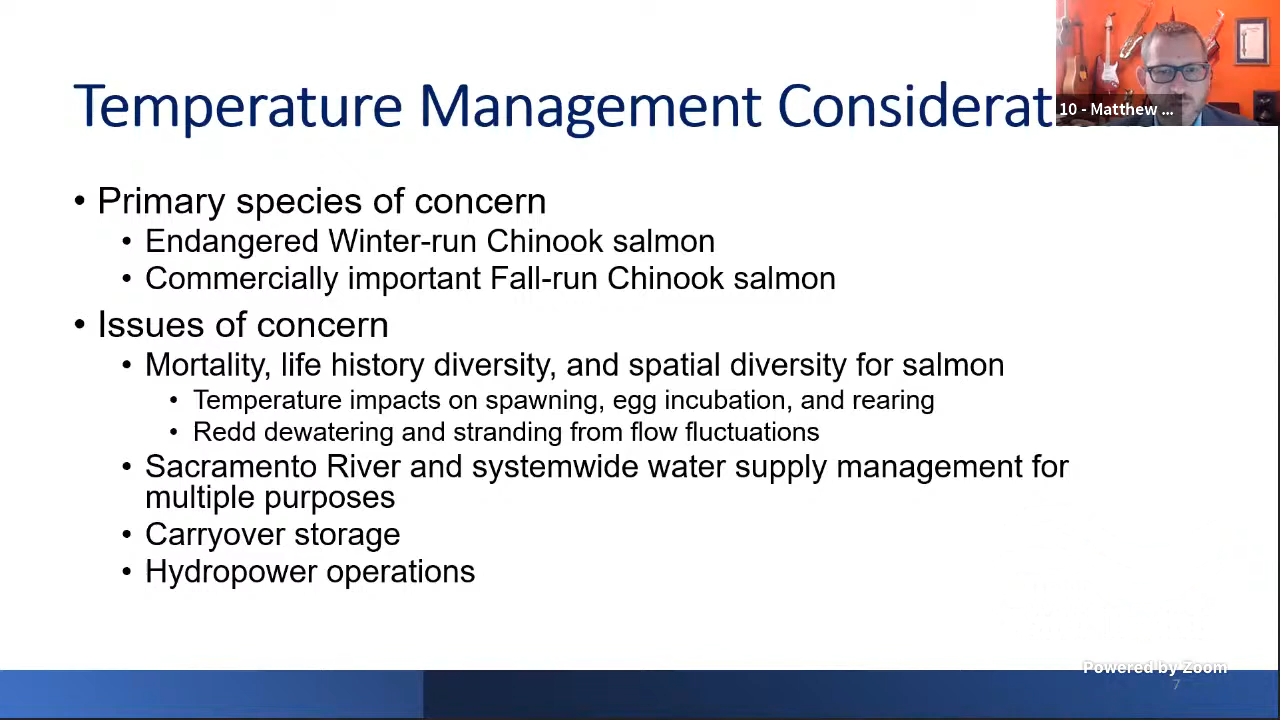 Temperature Management Considerat
10 - Matthew ...
• Primary species of concern
• Endangered Winter-run Chinook salmon
• Commercially important Fall-run Chinook salmon
• Issues of concern
• Mortality, life history diversity, and spatial diversity for salmon
• Temperature impacts on spawning, egg incubation, and rearing
• Redd dewatering and stranding from flow fluctuations
• Sacramento River and systemwide water supply management for
multiple purposes
• Carryover storage
• Hydropower operations
Powered by Zoom
7